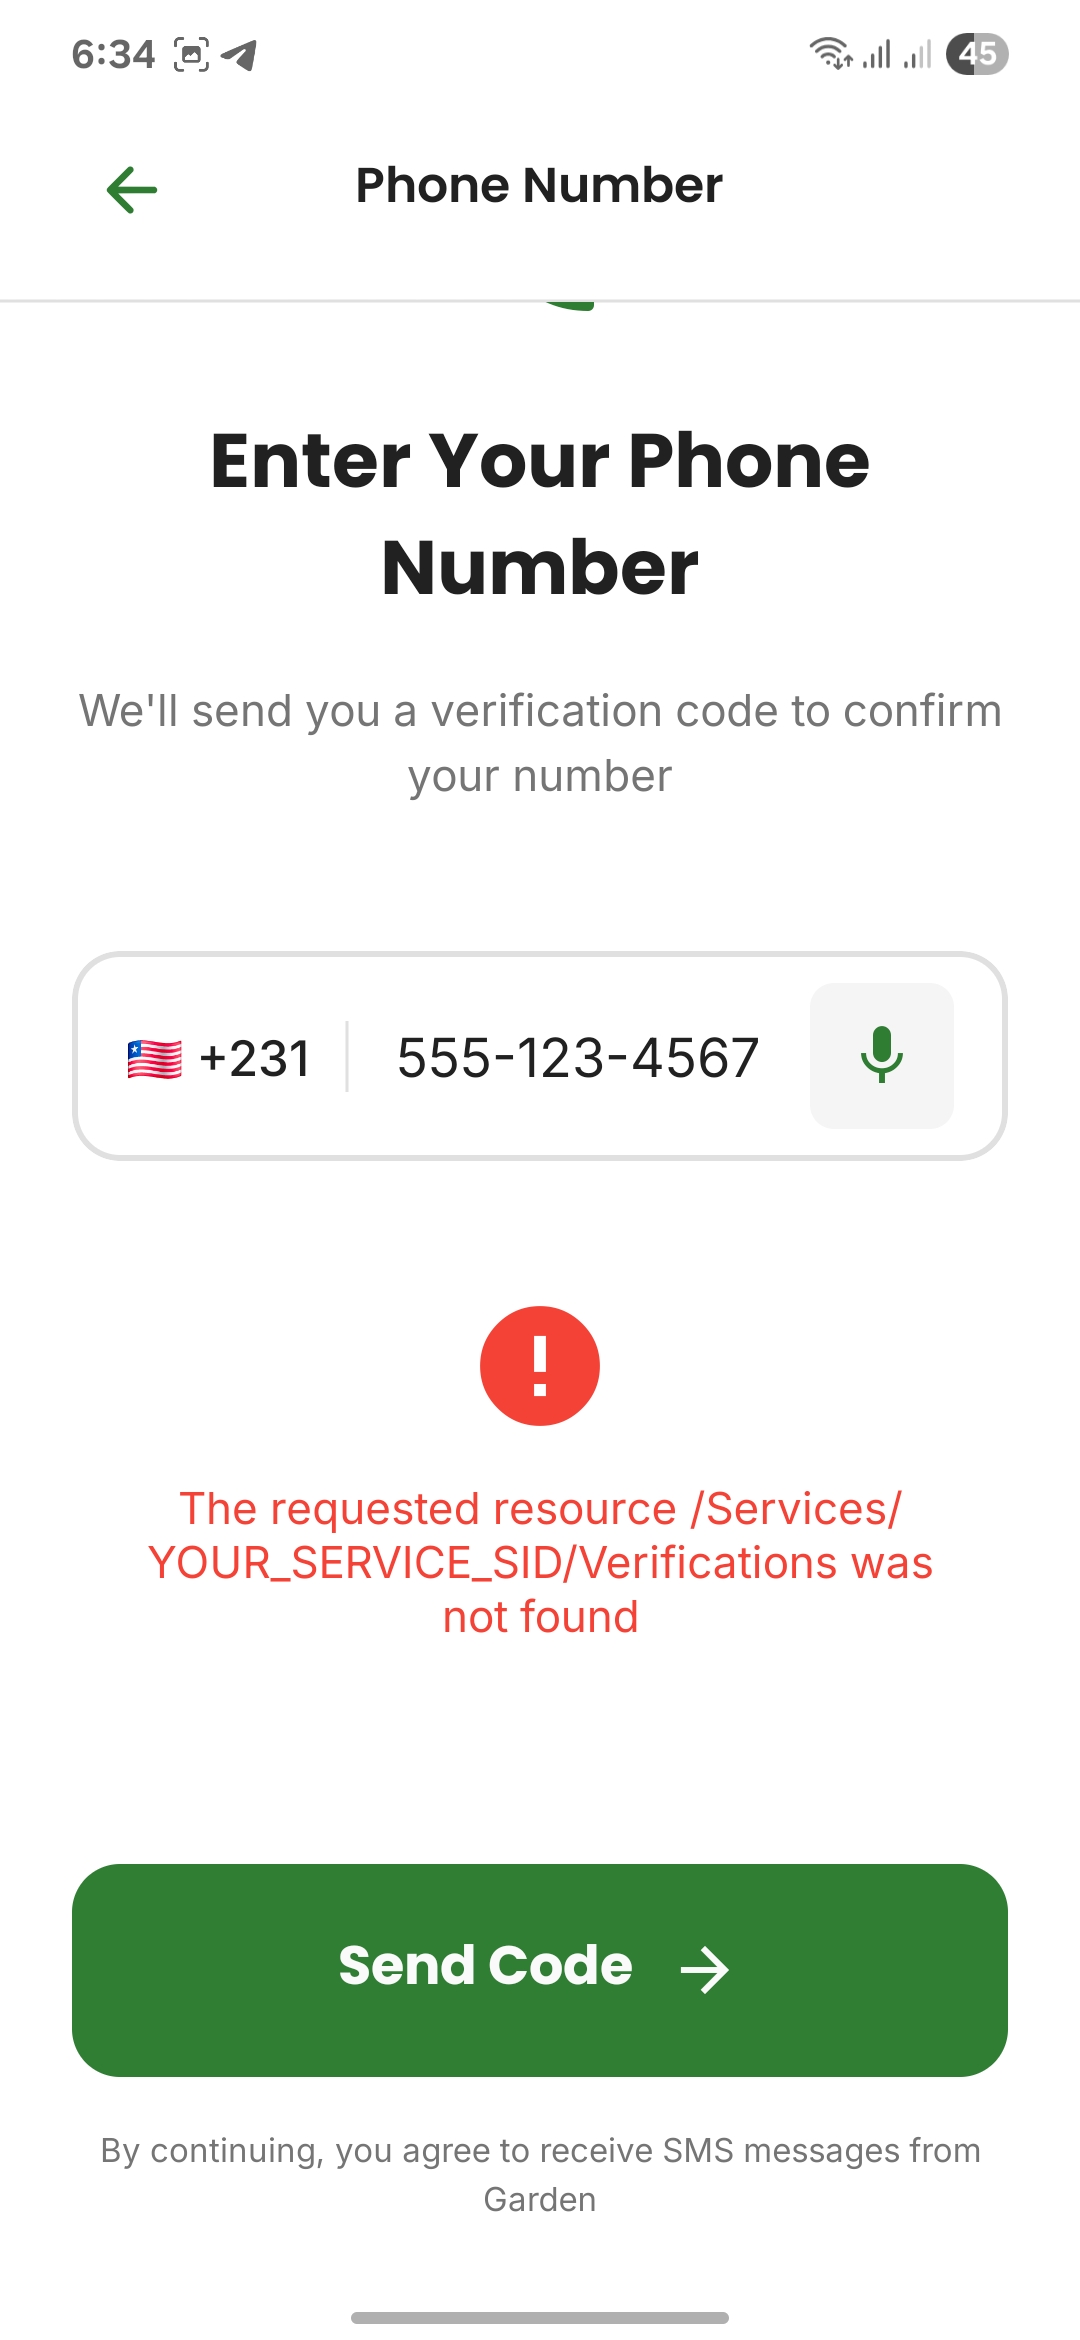 6:34
45
Phone Number
Enter Your Phone
Number
We'll send you a verification code to confirm
your number
+231
555-123-4567
The requested resource /Services/
YOUR_SERVICE_SID/Verifications was
not found
Send Code
By continuing, you agree to receive SMS messages from
Garden